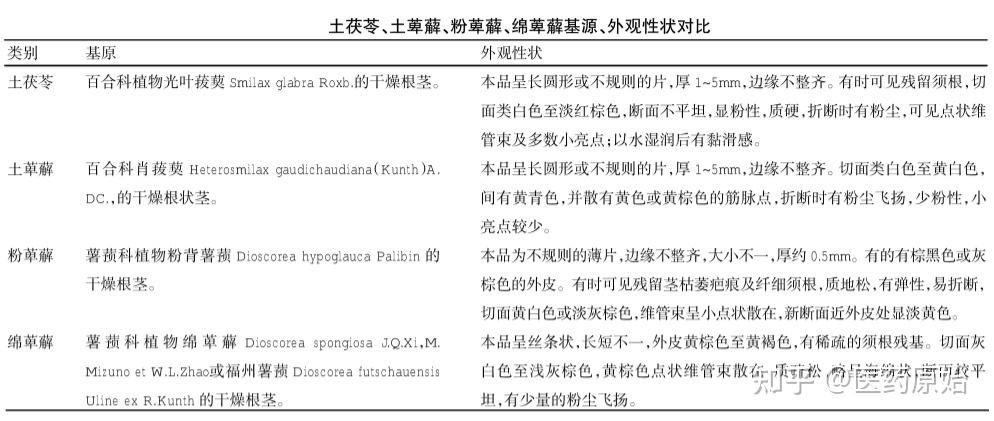 土茯苓、土萆薢、粉萆薢、绵萆薢基源、外观性状对比
类别 基原 外观性状
土茯苓 百合科植物光叶菝葜 Smilax glabra Roxb.的干燥根茎。 本品呈长圆形或不规则的片,厚 1~5mm,边缘不整齐。有时可见残留须根,切
面类白色至淡红棕色,断面不平坦,显粉性,质硬,折断时有粉尘,可见点状维
管束及多数小亮点;以水湿润后有黏滑感。
土萆薢 百合科肖菝葜 Heterosmilax gaudichaudiana(Kunth)A. 本品呈长圆形或不规则的片,厚 1~5mm,边缘不整齐。切面类白色至黄白色,
DC.,的干燥根状茎。 间有黄青色,并散有黄色或黄棕色的筋脉点,折断时有粉尘飞扬,少粉性,小
亮点较少。
粉萆薢 薯蓣科植物粉背薯蓣 Dioscorea hypoglauca Palibin 的 本品为不规则的薄片,边缘不整齐,大小不一,厚约 0.5mm。有的有棕黑色或灰
干燥根茎。 棕色的外皮。有时可见残留茎枯萎疤痕及纤细须根,质地松,有弹性,易折断,
切面黄白色或淡灰棕色,维管束呈小点状散在,新断面近外皮处显淡黄色。
绵萆薢 薯蓣科植物绵萆薢 Dioscorea spongiosa J.Q.Xi,M. 本品呈丝条状,长短不一,外皮黄棕色至黄褐色,有稀疏的须根残基。切面灰
Mizuno et W.L.Zhao或福州薯蓣 Dioscorea futschauensis 白色至浅灰棕色,黄棕色点状维管束散在,质疏松,略呈海绵状,断面较平
Uline ex R.Kunth 的干燥根茎。 坦,有少量的粉尘飞扬。
知乎 @医药原始